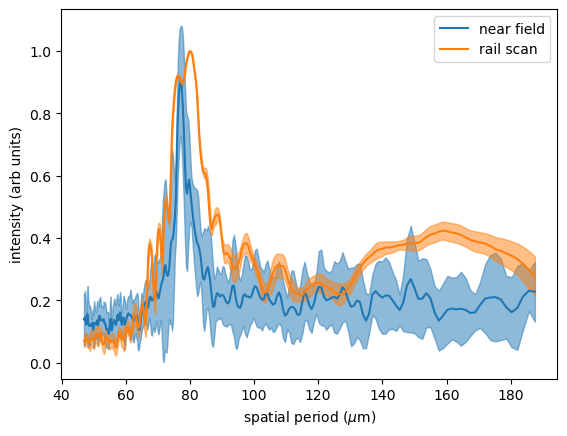 near field
rail scan
intensity (arb units)
1.0
0.8
0.6
0.4
0.2
0.0
40 60 80 100 120 140 160 180
spatial period (μm)